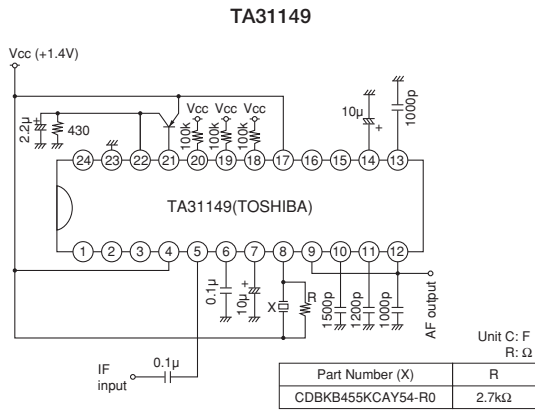 TA31149
Vcc (+1.4V)
2.2μ
+
430
Vcc Vcc Vcc
100k
100k
100k
10μ
+
1000p
24 23 22 21 20 19 18 17 16 15 14 13
TA31149(TOSHIBA)
1 2 3 4 5 6 7 8 9 10 11 12
0.1μ
10μ
+
X
R
1500p
1200p
1000p
AF output
IF
input
0.1μ
Unit C: F
R: Ω
Part Number (X) R
CDBKB455KCAY54-R0 2.7kΩ